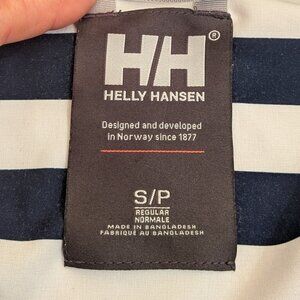 HH®
HELLY HANSEN
Designed and developed
in Norway since 1877
S/P
REGULAR
NORMALE
MADE IN BANGLADESH
FABRIQUÉ AU BANGLADESH